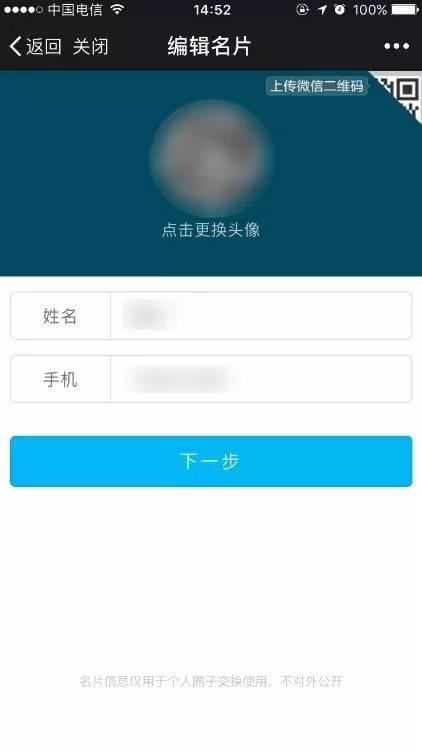 中国电信 14:52 100%
返回 关闭 编辑名片
上传微信二维码
点击更换头像
姓名
手机
下一步
名片信息仅用于个人圈子交换使用，不对外公开